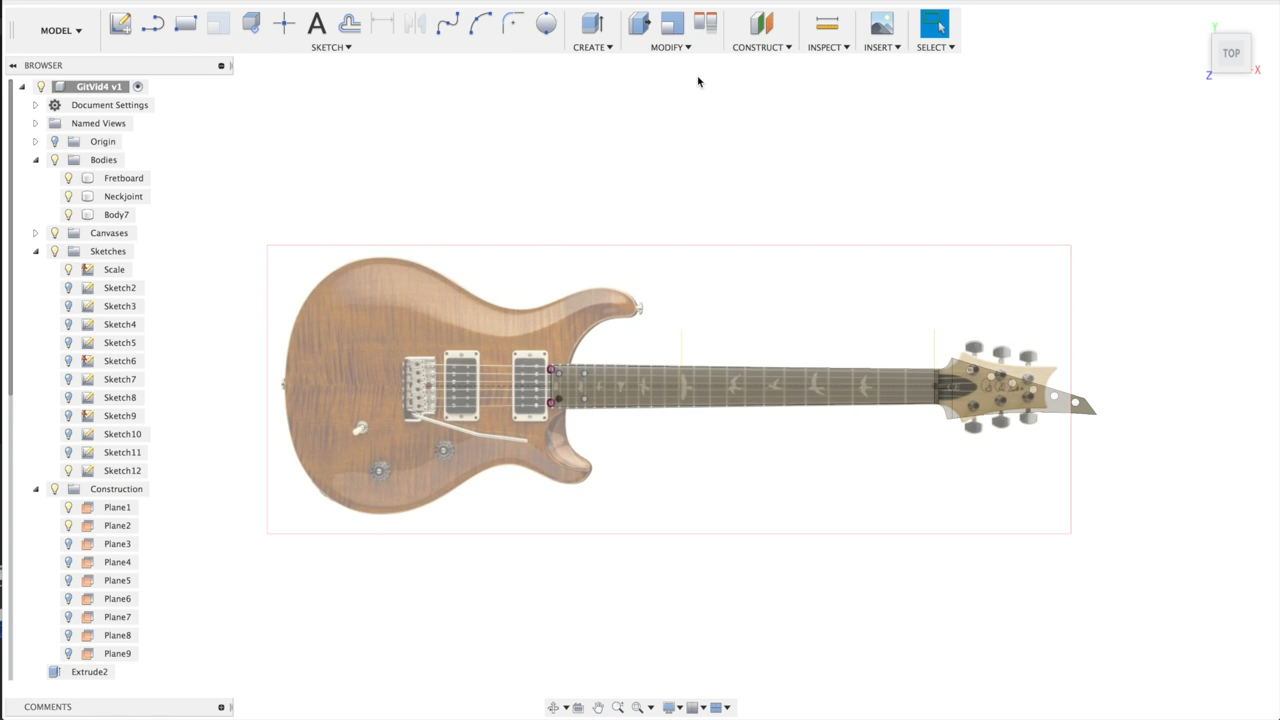 MODEL
SKETCH
CREATE
MODIFY
CONSTRUCT
INSPECT
INSERT
SELECT
TOP
Y
X
Z
BROWSER
GitVid4 v1
Document Settings
Named Views
Origin
Bodies
Fretboard
Neckjoint
Body7
Canvases
Sketches
Scale
Sketch2
Sketch3
Sketch4
Sketch5
Sketch6
Sketch7
Sketch8
Sketch9
Sketch10
Sketch11
Sketch12
Construction
Plane1
Plane2
Plane3
Plane4
Plane5
Plane6
Plane7
Plane8
Plane9
Extrude2
COMMENTS